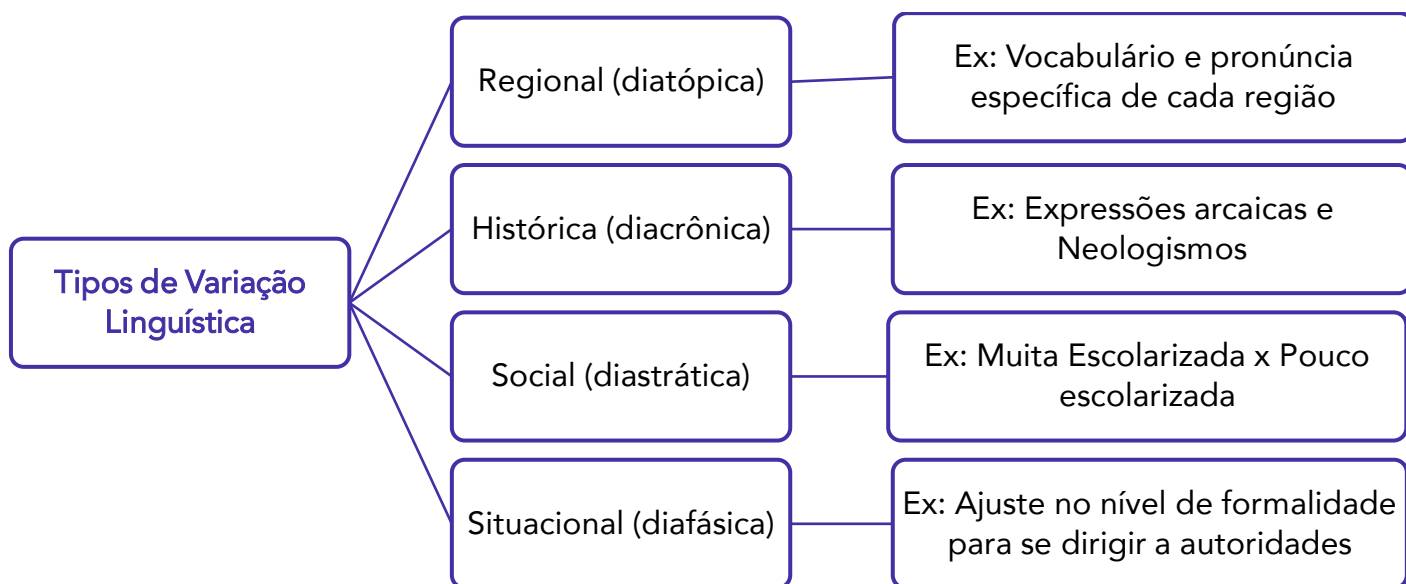 Tipos de Variação
Linguística
Regional (diatópica)
Ex: Vocabulário e pronúncia
específica de cada região
Histórica (diacrônica)
Ex: Expressões arcaicas e
Neologismos
Social (diastrática)
Ex: Muita Escolarizada x Pouco
escolarizada
Situacional (diafásica)
Ex: Ajuste no nível de formalidade
para se dirigir a autoridades